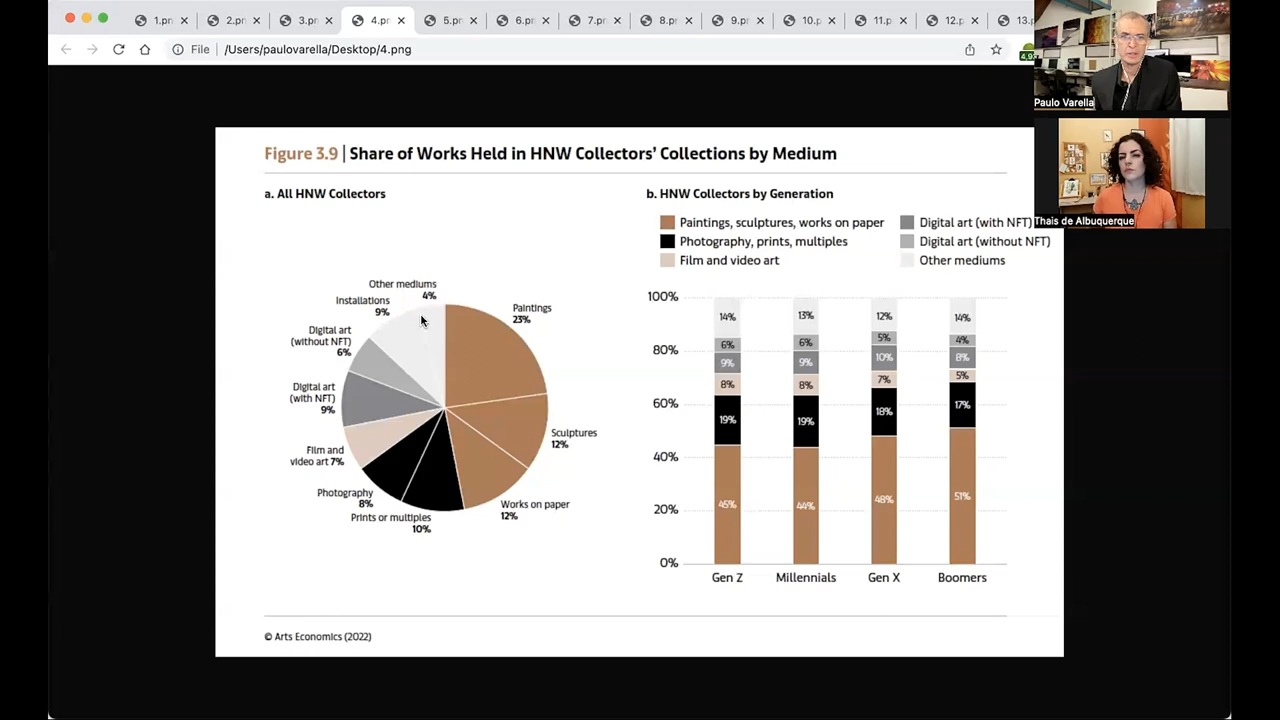 1.pr
2.pr
3.pr
4.pr
5.pr
6.pr
7.pr
8.pr
9.pr
10.p
11.p
12.p
13.p
File
/Users/paulovarella/Desktop/4.png
4,9
Paulo Varella
Thais de Albuquerque
Figure 3.9 | Share of Works Held in HNW Collectors' Collections by Medium
a. All HNW Collectors
Other mediums
4%
Installations
9%
Digital art
(without NFT)
6%
Digital art
(with NFT)
9%
Film and
video art 7%
Photography
8%
Prints or multiples
10%
Paintings
23%
Sculptures
12%
Works on paper
12%
b. HNW Collectors by Generation
Paintings, sculptures, works on paper
Photography, prints, multiples
Film and video art
Digital art (with NFT)
Digital art (without NFT)
Other mediums
100%
80%
60%
40%
20%
0%
14%
6%
9%
8%
19%
45%
Gen Z
13%
6%
9%
8%
19%
44%
Millennials
12%
5%
10%
7%
18%
48%
Gen X
14%
4%
8%
5%
17%
51%
Boomers
© Arts Economics (2022)